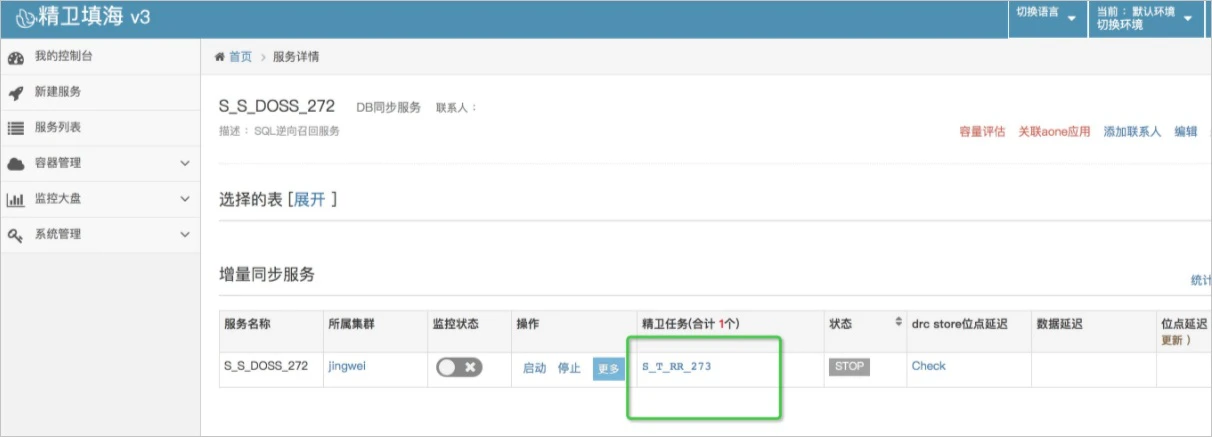 精卫填海 v3
切换语言
当前： 默认环境
切换环境
我的控制台
新建服务
服务列表
容器管理
监控大盘
系统管理
首页 > 服务详情
S_S_DOSS_272 DB同步服务 联系人：
描述： SQL逆向召回服务
容量评估 关联aone应用 添加联系人 编辑
选择的表 [展开 ]
增量同步服务
统计
服务名称 所属集群 监控状态 操作 精卫任务(合计 1个) 状态 drc store位点延迟 数据延迟 位点延迟
更新 )
S_S_DOSS_272 jingwei 启动 停止 更多 S_T_RR_273 STOP Check